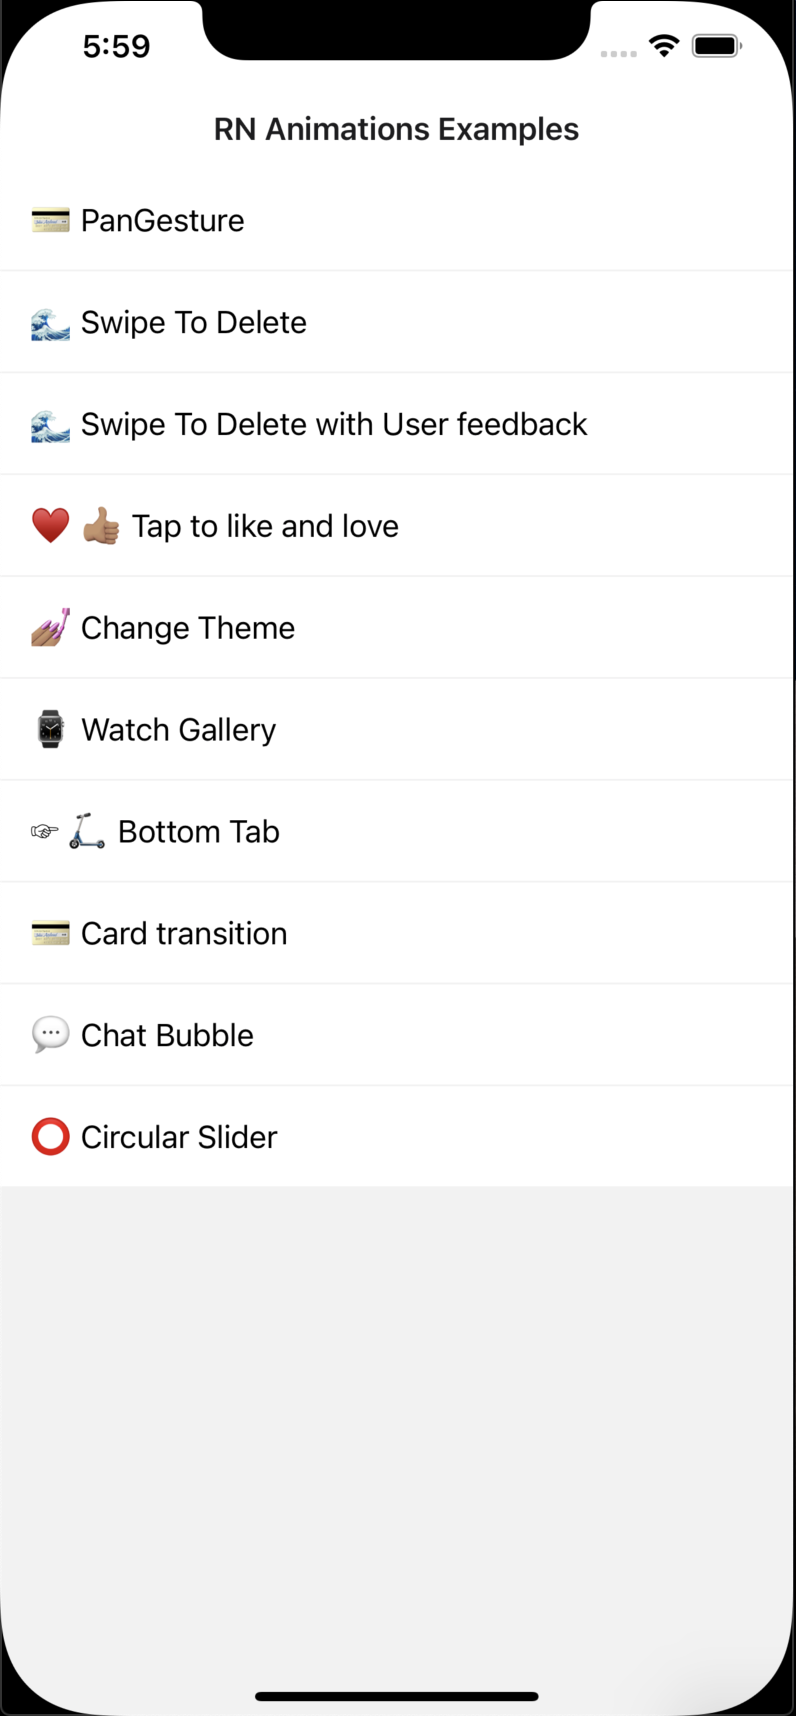 5:59
RN Animations Examples
💳 PanGesture
🌊 Swipe To Delete
🌊 Swipe To Delete with User feedback
❤️ 👍🏽 Tap to like and love
💅🏽 Change Theme
⌚️ Watch Gallery
☞ 🛴 Bottom Tab
💳 Card transition
💬 Chat Bubble
⭕️ Circular Slider